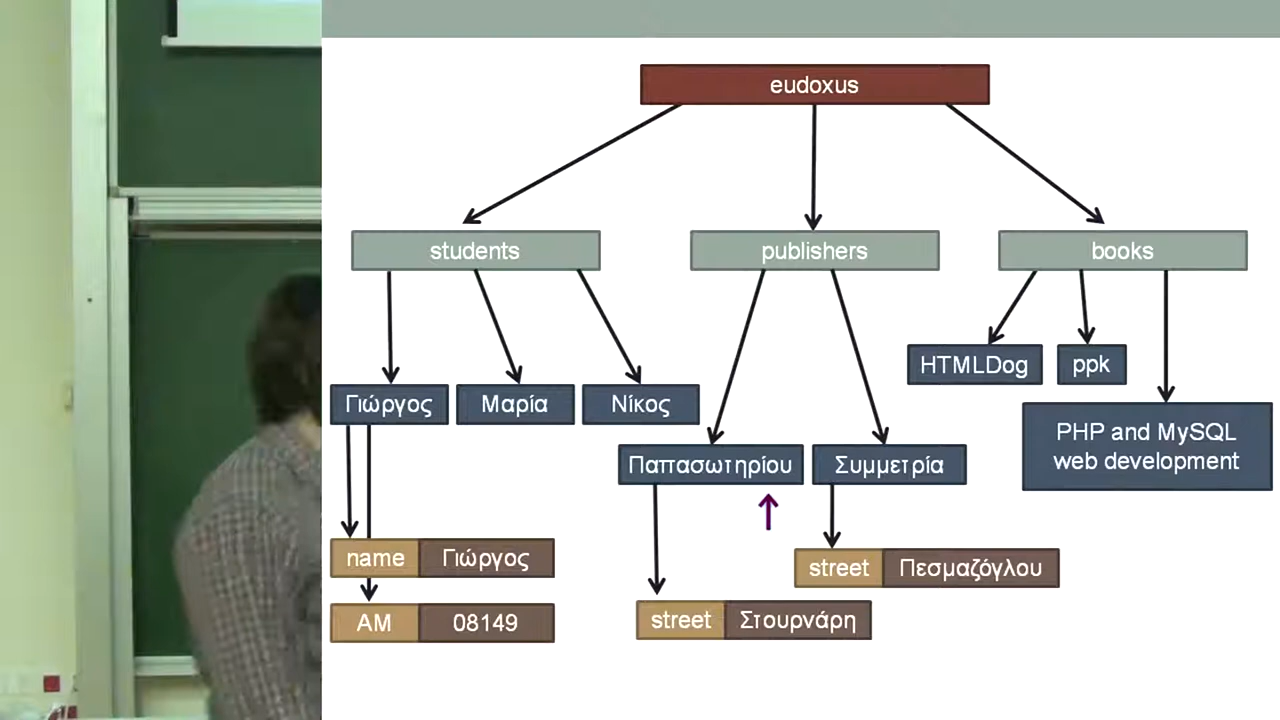 eudoxus
students
publishers
books
HTMLDog
ppk
Γιώργος
Μαρία
Νίκος
PHP and MySQL
web development
Παπασωτηρίου
Συμμετρία
name Γιώργος
street Πεσμαζόγλου
AM 08149
street Στουρνάρη